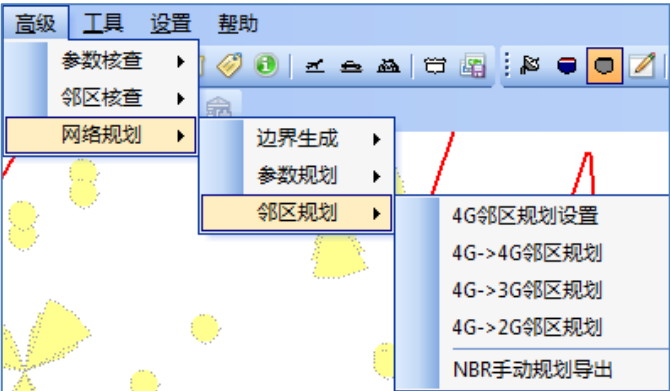 高级 工具 设置 帮助
参数核查
邻区核查
网络规划
边界生成
参数规划
邻区规划
4G邻区规划设置
4G->4G邻区规划
4G->3G邻区规划
4G->2G邻区规划
NBR手动规划导出